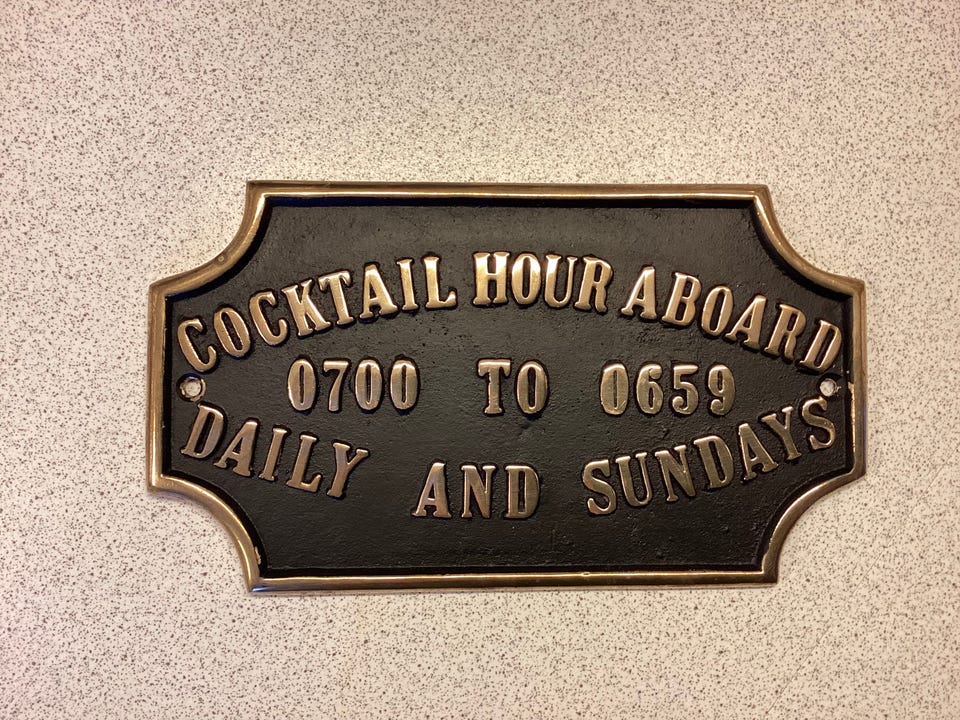 COCKTAIL HOUR ABOARD
0700 TO 0659
DAILY AND SUNDAYS